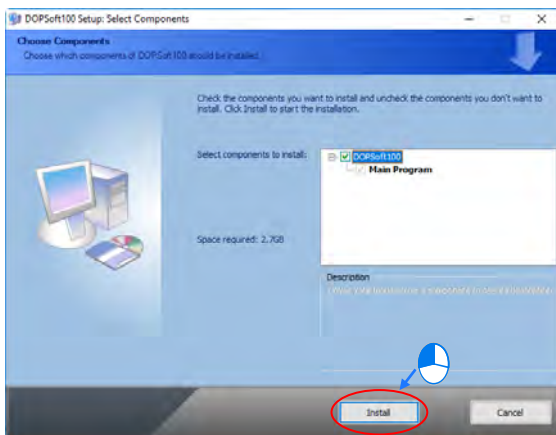 DOPSoft100 Setup: Select Components
Choose Components
Choose which components of DOPSoft100 should be installed.
Check the components you want to install and uncheck the components you don't want to
install. Click Install to start the installation.
Select components to install:
DOPSoft100
Main Program
Space required: 2.7GB
Description
Install
Cancel